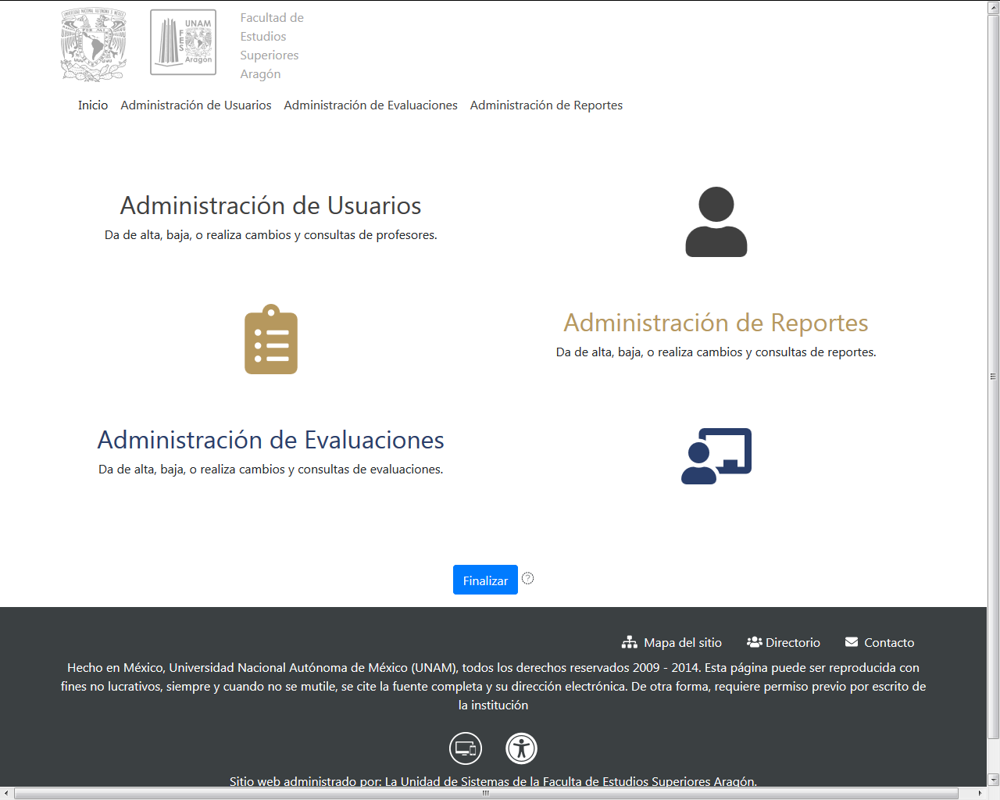 UNIVERSIDAD NACIONAL AUTÓNOMA DE MÉXICO
UNAM
FES
Aragón
Facultad de
Estudios
Superiores
Aragón
Inicio Administración de Usuarios Administración de Evaluaciones Administración de Reportes
Administración de Usuarios
Da de alta, baja, o realiza cambios y consultas de profesores.
Administración de Reportes
Da de alta, baja, o realiza cambios y consultas de reportes.
Administración de Evaluaciones
Da de alta, baja, o realiza cambios y consultas de evaluaciones.
Finalizar ?
Mapa del sitio Directorio Contacto
Hecho en México, Universidad Nacional Autónoma de México (UNAM), todos los derechos reservados 2009 - 2014. Esta página puede ser reproducida con
fines no lucrativos, siempre y cuando no se mutile, se cite la fuente completa y su dirección electrónica. De otra forma, requiere permiso previo por escrito de
la institución
Sitio web administrado por: La Unidad de Sistemas de la Faculta de Estudios Superiores Aragón.